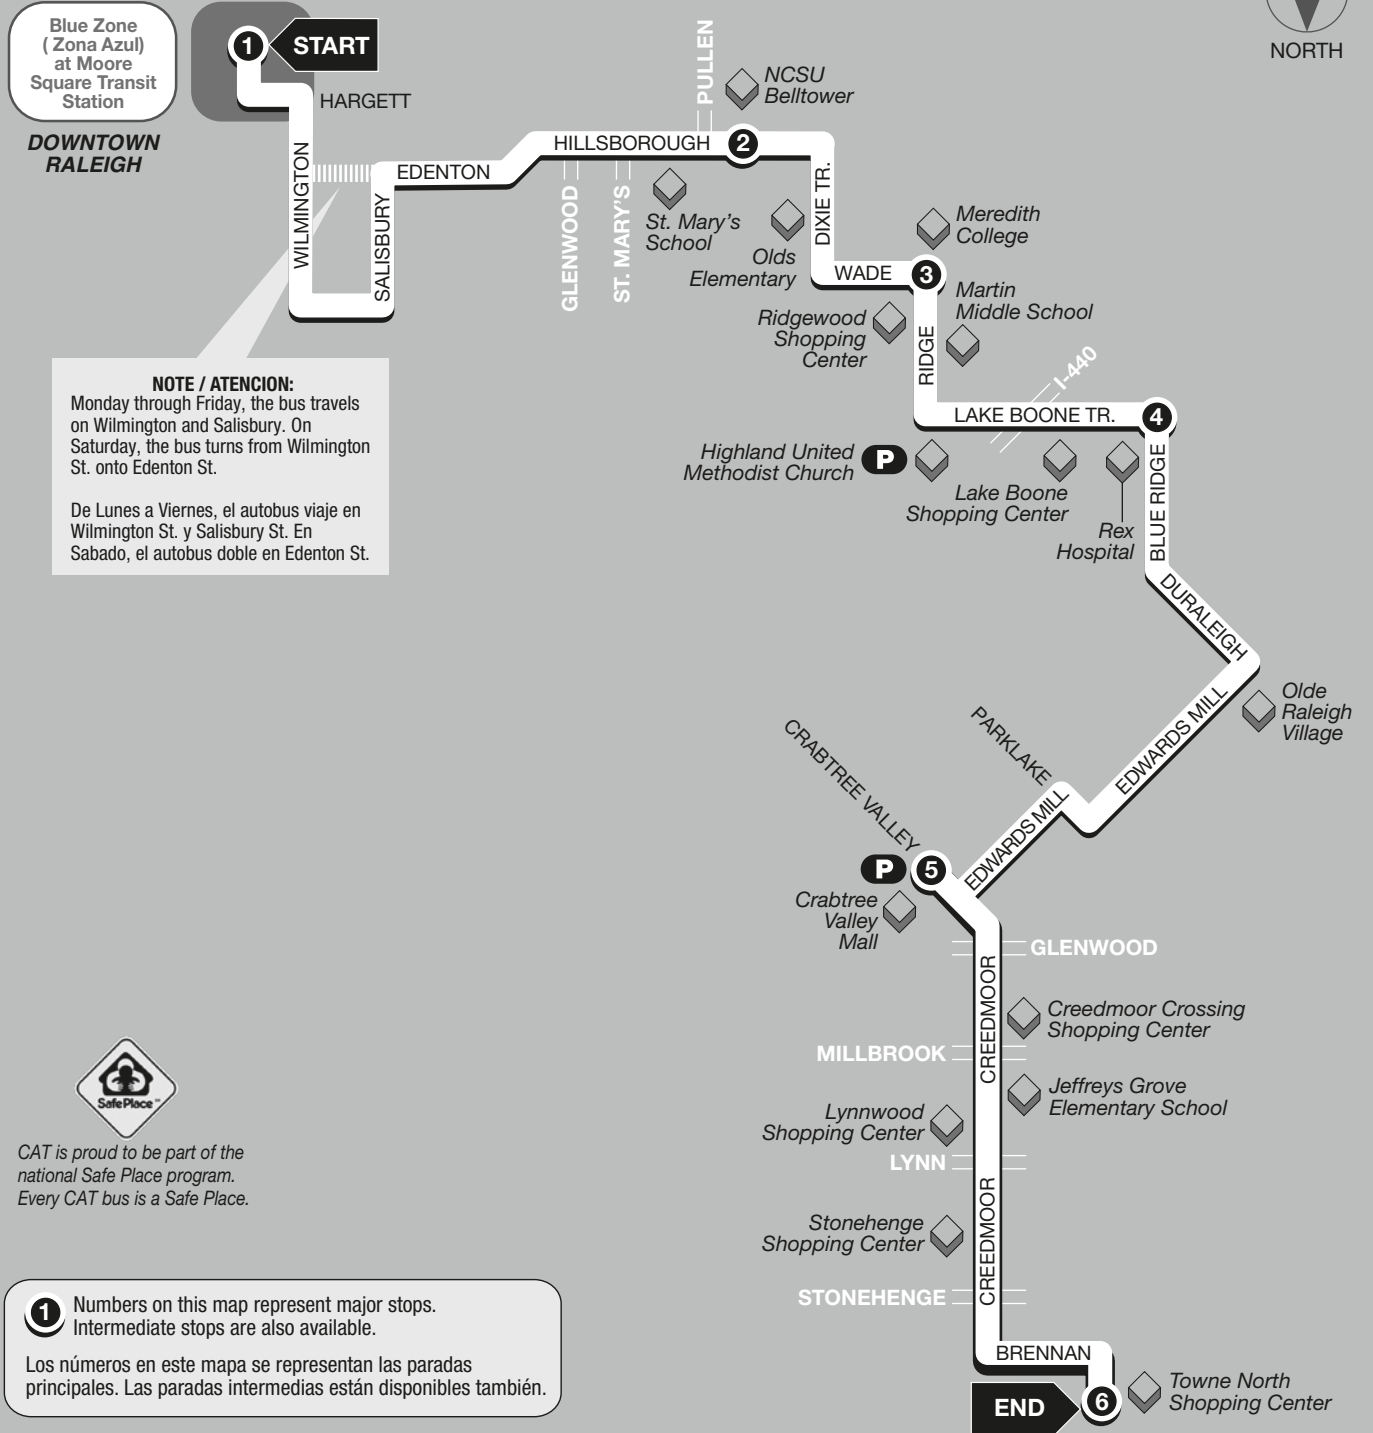 Blue Zone
( Zona Azul)
at Moore
Square Transit
Station
DOWNTOWN
RALEIGH
1
START
HARGETT
WILMINGTON
SALISBURY
EDENTON
HILLSBOROUGH
2
PULLEN
NCSU
Belltower
NORTH
GLENWOOD
ST. MARY'S
St. Mary's
School
Olds
Elementary
DIXIE TR.
WADE
3
Meredith
College
Martin
Middle School
Ridgewood
Shopping
Center
RIDGE
I-440
LAKE BOONE TR.
4
Highland United
Methodist Church
P
Lake Boone
Shopping Center
Rex
Hospital
BLUE RIDGE
DURALEIGH
NOTE / ATENCION:
Monday through Friday, the bus travels
on Wilmington and Salisbury. On
Saturday, the bus turns from Wilmington
St. onto Edenton St.
De Lunes a Viernes, el autobus viaje en
Wilmington St. y Salisbury St. En
Sabado, el autobus doble en Edenton St.
Olde
Raleigh
Village
EDWARDS MILL
PARKLAKE
EDWARDS MILL
CRABTREE VALLEY
P
5
Crabtree
Valley
Mall
GLENWOOD
CREEDMOOR
Creedmoor Crossing
Shopping Center
MILLBROOK
Jeffreys Grove
Elementary School
Lynnwood
Shopping Center
LYNN
CREEDMOOR
Stonehenge
Shopping Center
STONEHENGE
BRENNAN
END
6
Towne North
Shopping Center
Safe Place
CAT is proud to be part of the
national Safe Place program.
Every CAT bus is a Safe Place.
1
Numbers on this map represent major stops.
Intermediate stops are also available.
Los números en este mapa se representan las paradas
principales. Las paradas intermedias están disponibles también.